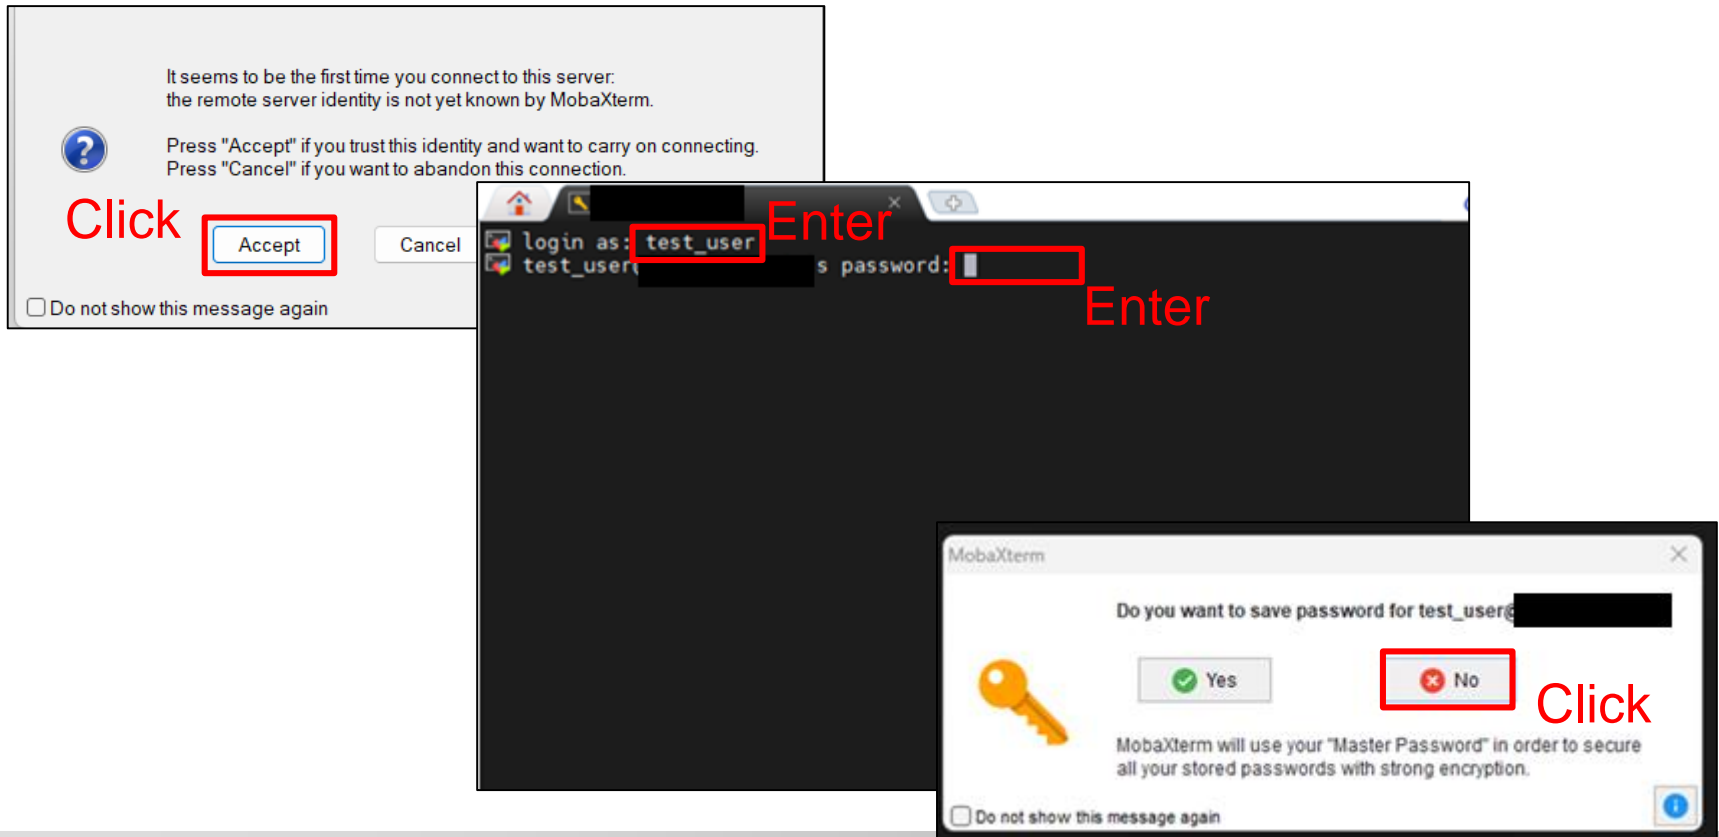 It seems to be the first time you connect to this server:
the remote server identity is not yet known by MobaXterm.
Press "Accept" if you trust this identity and want to carry on connecting.
Press "Cancel" if you want to abandon this connection.
Click
Accept
Cancel
Do not show this message again
Enter
login as: test_user
test_user s password:
Enter
MobaXterm
Do you want to save password for test_user@
Yes
No
Click
MobaXterm will use your "Master Password" in order to secure
all your stored passwords with strong encryption.
Do not show this message again